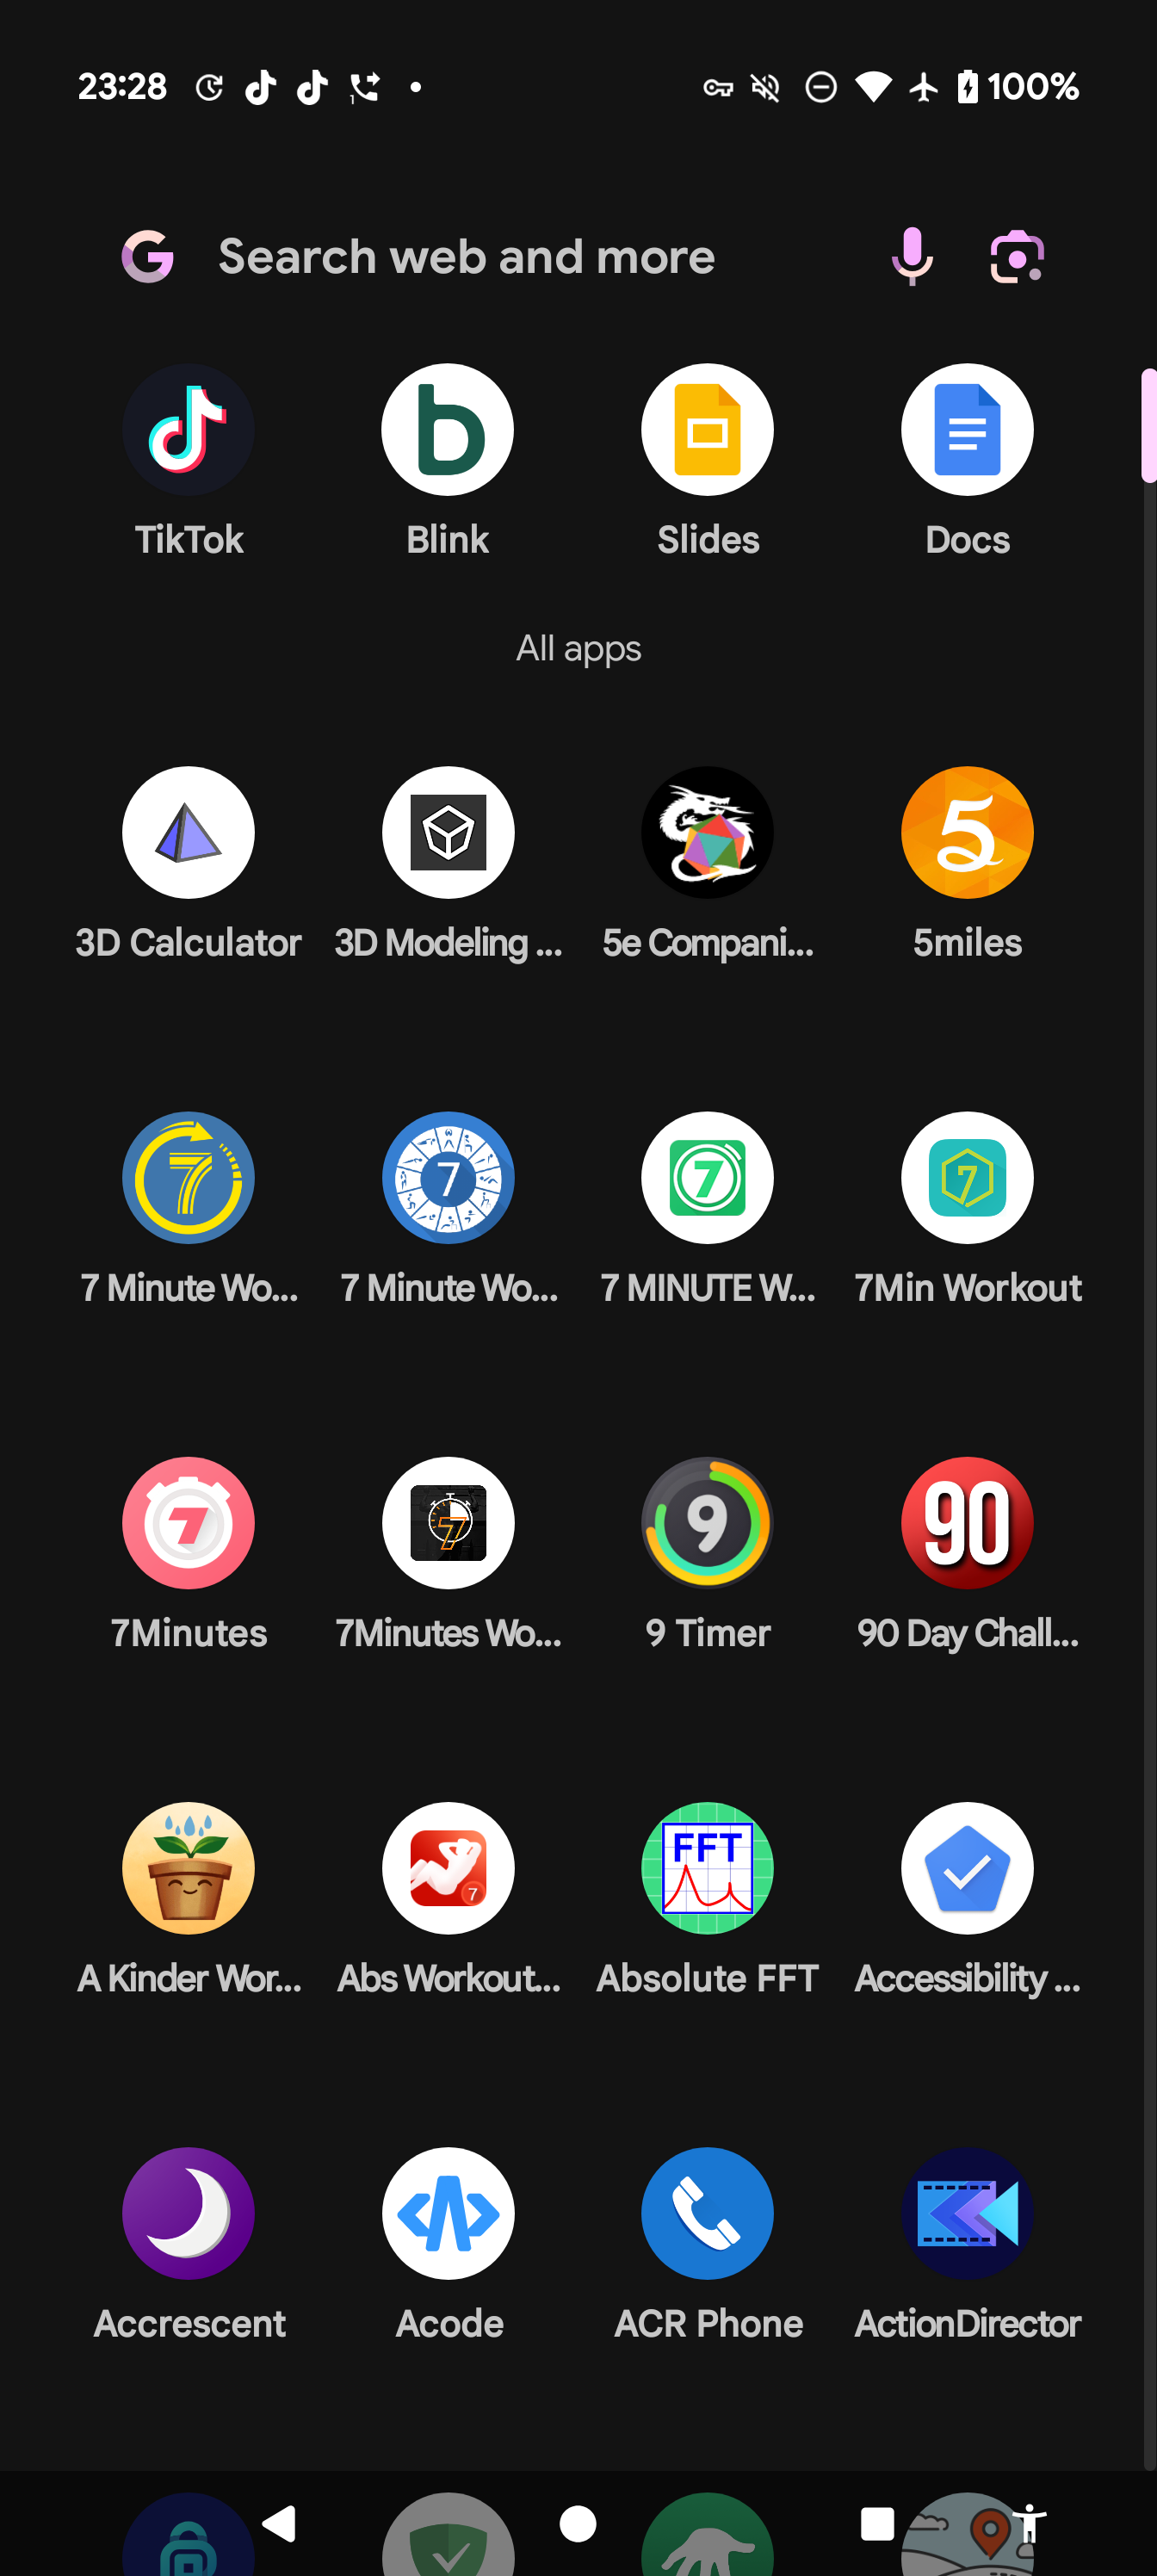 23:28
100%
Search web and more
TikTok
Blink
Slides
Docs
All apps
3D Calculator
3D Modeling ...
5e Compani...
5miles
7 Minute Wo...
7 Minute Wo...
7 MINUTE W...
7Min Workout
7Minutes
7Minutes Wo...
9 Timer
90 Day Chall...
FFT
A Kinder Wor...
Abs Workout...
Absolute FFT
Accessibility ...
Accrescent
Acode
ACR Phone
ActionDirector